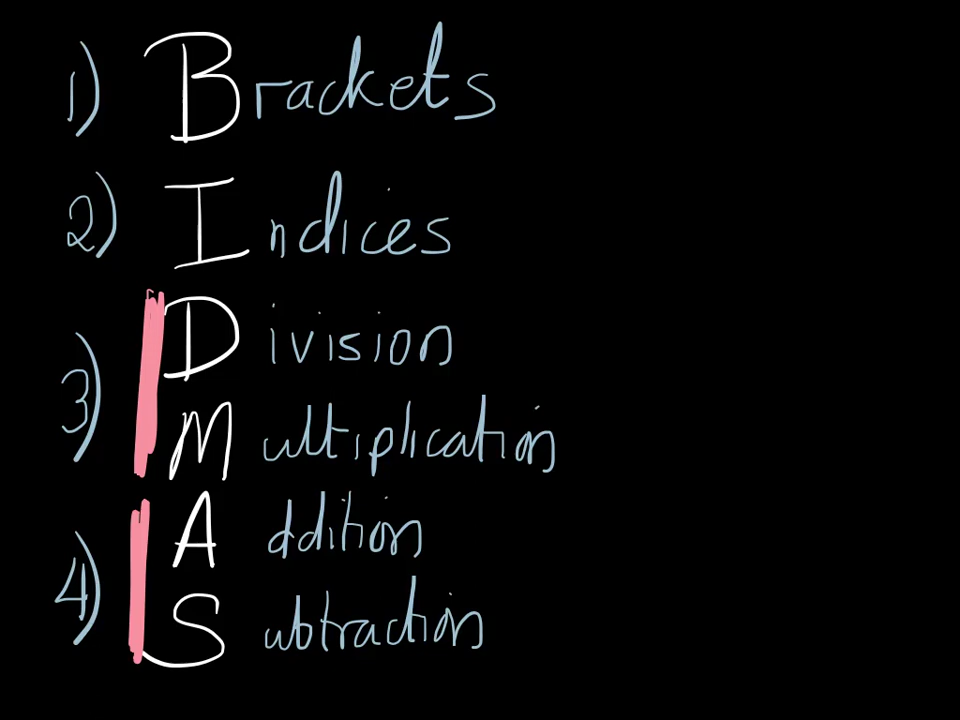 1) Brackets
2) Indices
3) Division
Multiplication
4) Addition
Subtraction